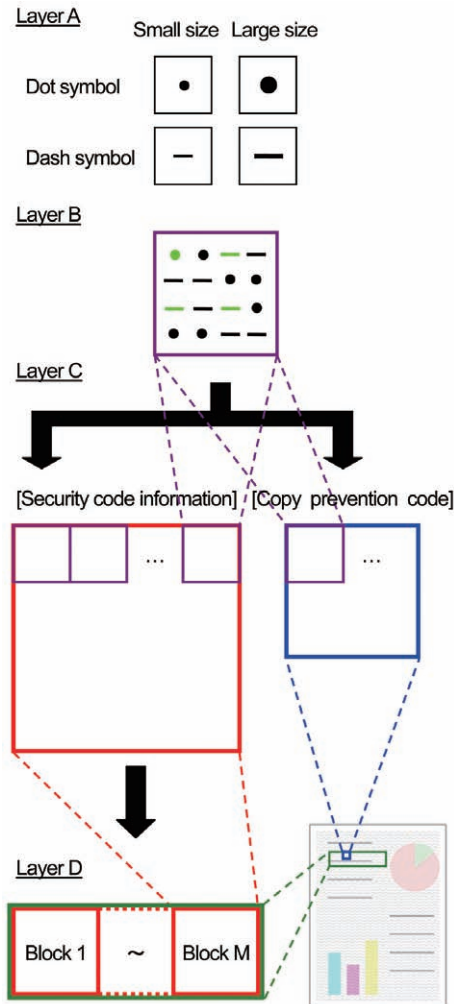 Layer A
Small size Large size
Dot symbol
Dash symbol
Layer B
Layer C
[Security code information] [Copy prevention code]
...
...
Layer D
Block 1 ~ Block M